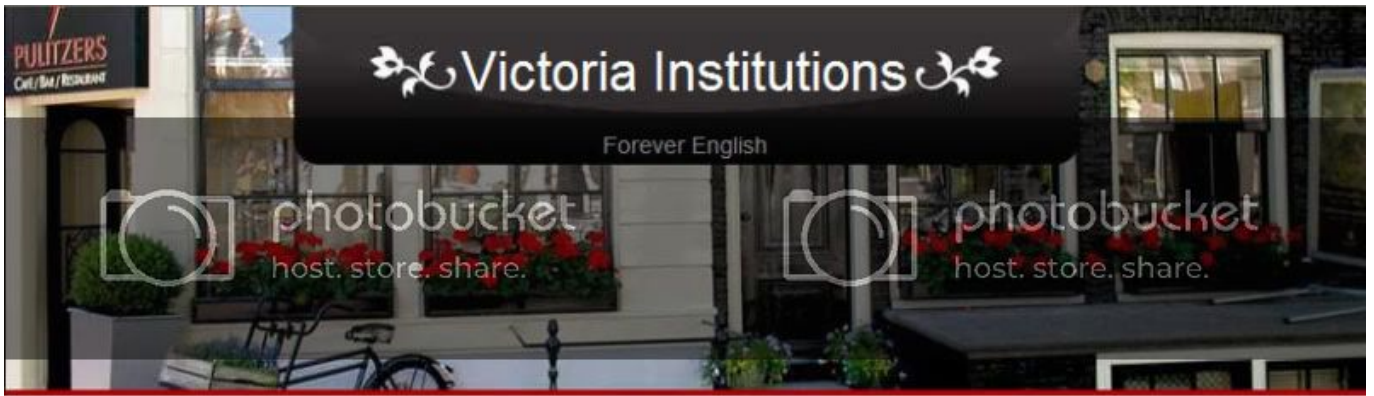 PULITZERS
CAFÉ / BAR / RESTAURANT
Victoria Institutions
Forever English
photobucket
host. store. share.
photobucket
host. store. share.